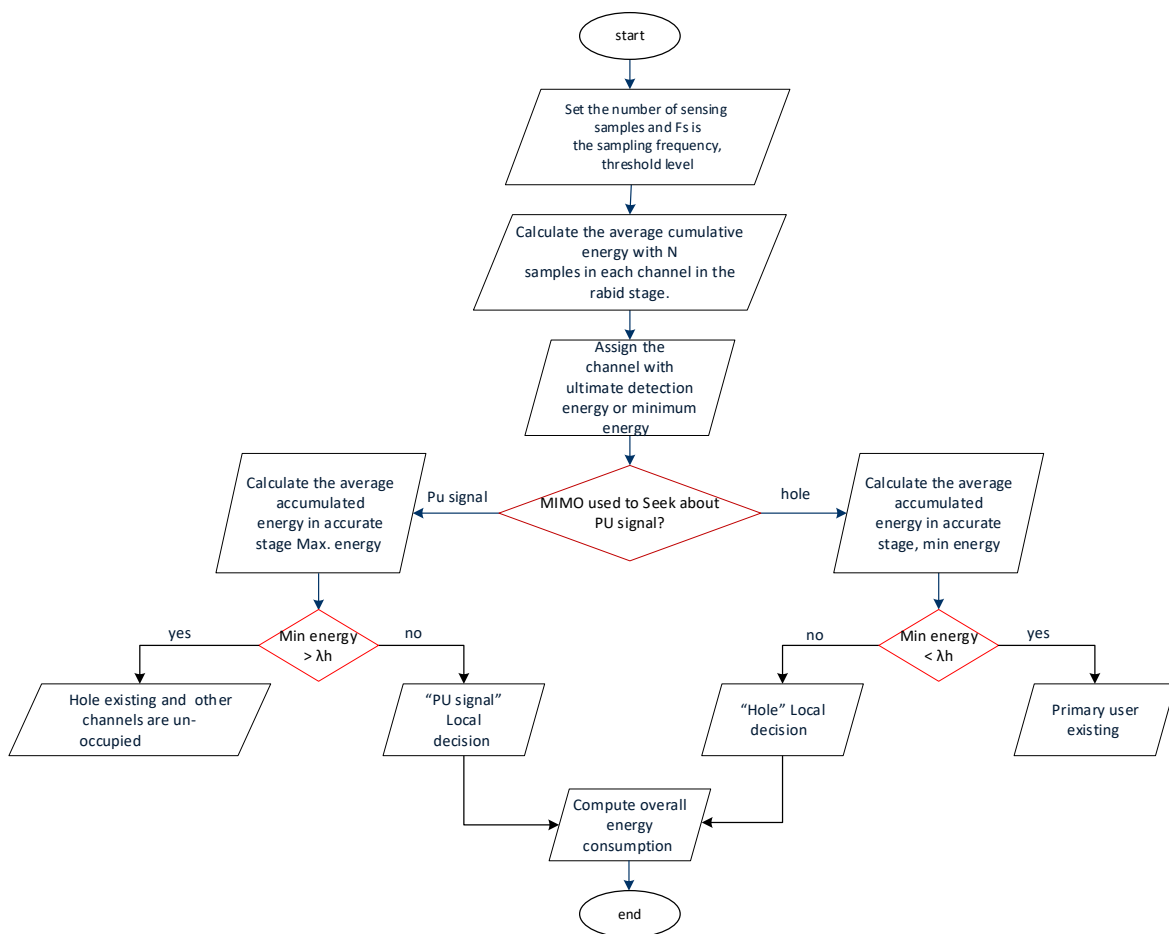 start
Set the number of sensing
samples and Fs is
the sampling frequency,
threshold level
Calculate the average cumulative
energy with N
samples in each channel in the
rabid stage.
Assign the
channel with
ultimate detection
energy or minimum
energy
MIMO used to Seek about
PU signal?
Pu signal
hole
Calculate the average
accumulated
energy in accurate
stage Max. energy
Calculate the average
accumulated
energy in accurate
stage, min energy
Min energy
> λh
yes
no
Min energy
< λh
no
yes
Hole existing and other
channels are un-
occupied
“PU signal”
Local
decision
“Hole” Local
decision
Primary user
existing
Compute overall
energy
consumption
end